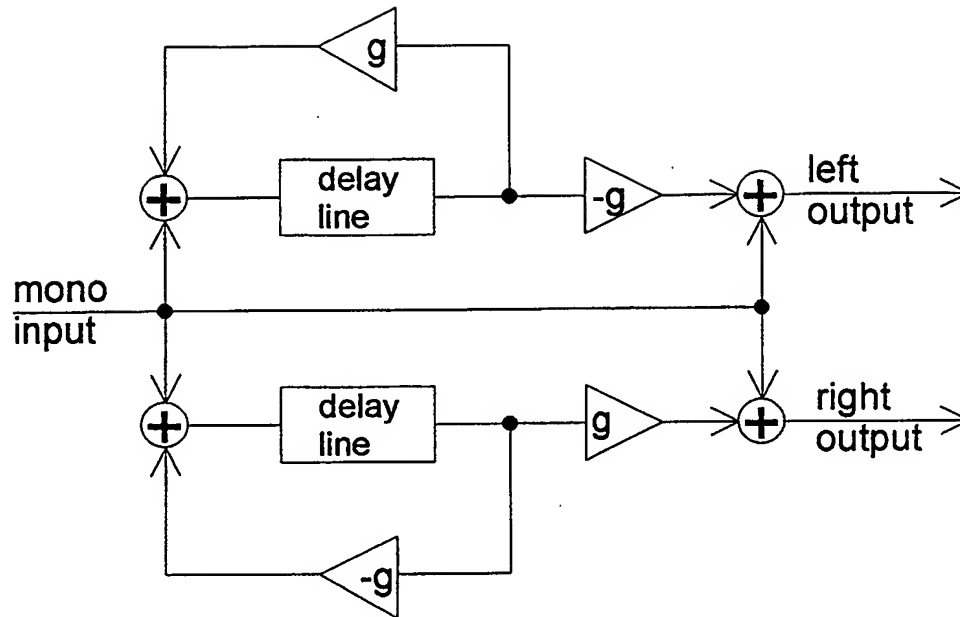 g
delay
line
-g
+
+
left
output
mono
input
+
delay
line
g
+
right
output
-g